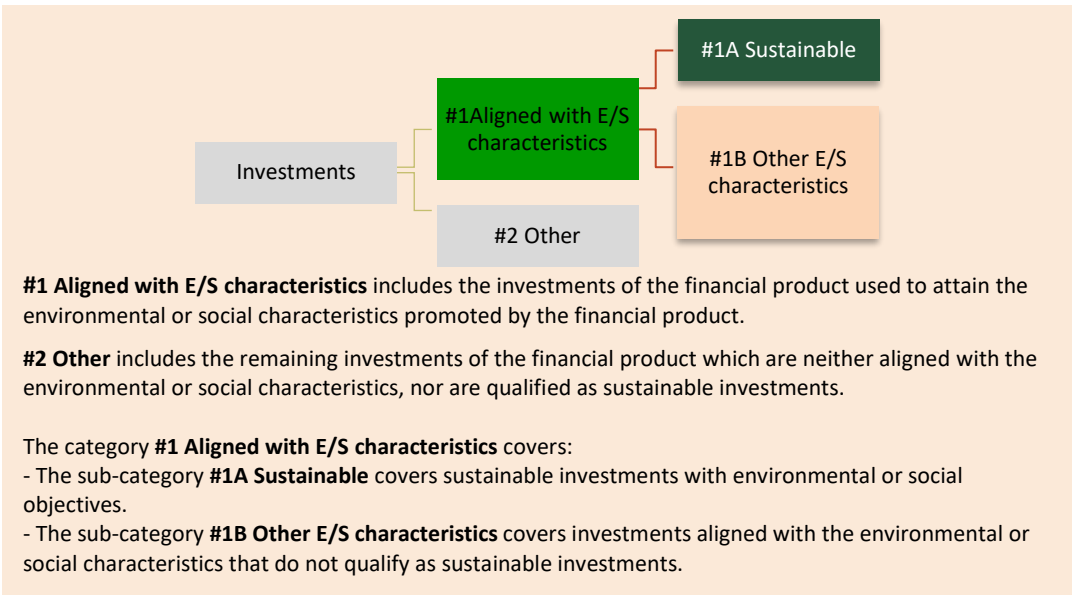 #1A Sustainable
#1Aligned with E/S
characteristics
#1B Other E/S
characteristics
Investments
#2 Other
#1 Aligned with E/S characteristics includes the investments of the financial product used to attain the
environmental or social characteristics promoted by the financial product.
#2 Other includes the remaining investments of the financial product which are neither aligned with the
environmental or social characteristics, nor are qualified as sustainable investments.
The category #1 Aligned with E/S characteristics covers:
- The sub-category #1A Sustainable covers sustainable investments with environmental or social
objectives.
- The sub-category #1B Other E/S characteristics covers investments aligned with the environmental or
social characteristics that do not qualify as sustainable investments.